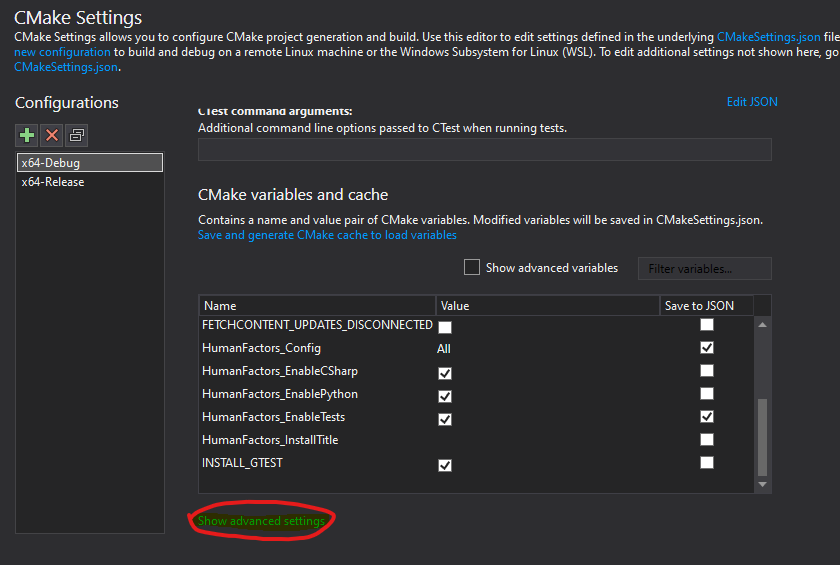 CMake Settings
CMake Settings allows you to configure CMake project generation and build. Use this editor to edit settings defined in the underlying CMakeSettings.json file
new configuration to build and debug on a remote Linux machine or the Windows Subsystem for Linux (WSL). To edit additional settings not shown here, go
CMakeSettings.json.
Configurations
x64-Debug
x64-Release
Edit JSON
CTest command arguments:
Additional command line options passed to CTest when running tests.
CMake variables and cache
Contains a name and value pair of CMake variables. Modified variables will be saved in CMakeSettings.json.
Save and generate CMake cache to load variables
Show advanced variables
Filter variables...
Name Value Save to JSON
FETCHCONTENT_UPDATES_DISCONNECTED
HumanFactors_Config All
HumanFactors_EnableCSharp
HumanFactors_EnablePython
HumanFactors_EnableTests
HumanFactors_InstallTitle
INSTALL_GTEST
Show advanced settings